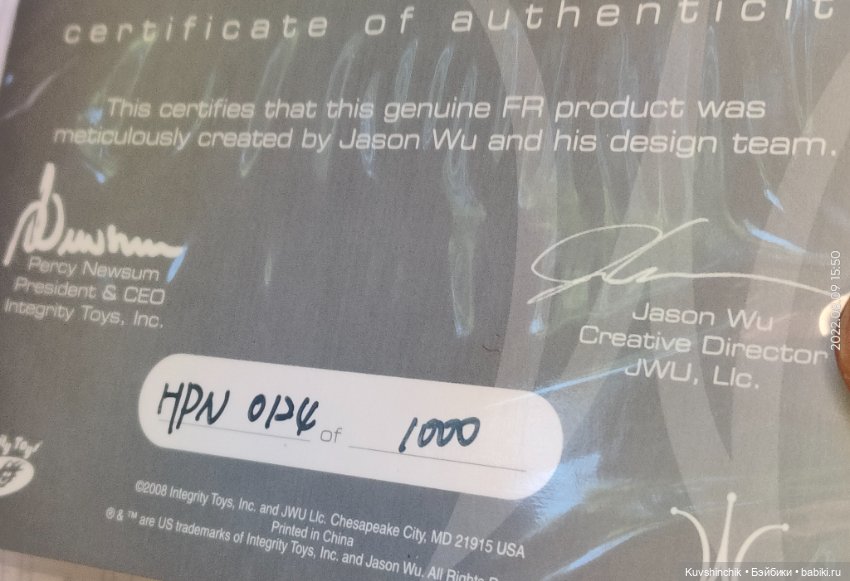 certificate of authenticit
This certifies that this genuine FR product was
meticulously created by Jason Wu and his design team.
Percy Newsum
President & CEO
Integrity Toys, Inc.
Jason Wu
Creative Director
JWU, Llc.
HPN 0124 of 1000
©2008 Integrity Toys, Inc. and JWU Llc. Chesapeake City, MD 21915 USA
Printed in China
® & ™ are US trademarks of Integrity Toys, Inc. and Jason Wu. All Rights
2022.06.09 15:50
Kuvshinchik • Бэйбики • babiki.ru